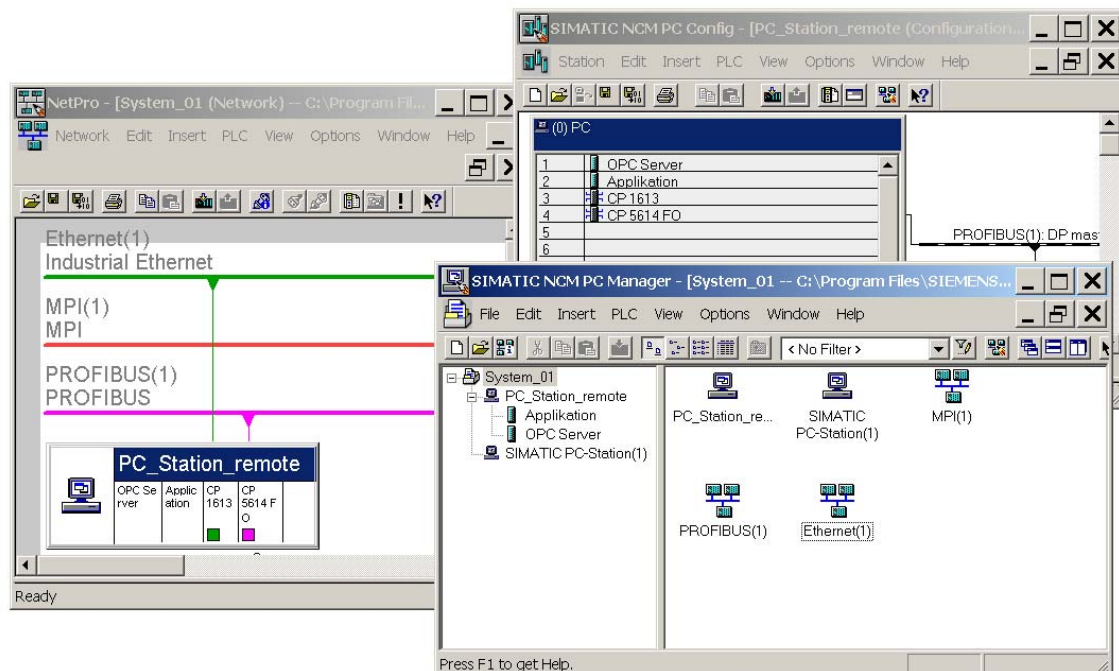 SIMATIC NCM PC Config - [PC_Station_remote (Configuration...
Station Edit Insert PLC View Options Window Help
(0) PC
1 OPC Server
2 Applikation
3 CP 1613
4 CP 5614 FO
5
6
PROFIBUS(1): DP mas
NetPro - [System_01 (Network) -- C:\Program Fil...
Network Edit Insert PLC View Options Window Help
Ethernet(1)
Industrial Ethernet
MPI(1)
MPI
PROFIBUS(1)
PROFIBUS
PC_Station_remote
OPC Se Applic CP CP
rver ation 1613 5614 F
O
Ready
SIMATIC NCM PC Manager - [System_01 -- C:\Program Files\SIEMENS...
File Edit Insert PLC View Options Window Help
< No Filter >
System_01
PC_Station_remote
Applikation
OPC Server
SIMATIC PC-Station(1)
PC_Station_re... SIMATIC MPI(1)
PC-Station(1)
PROFIBUS(1) Ethernet(1)
Press F1 to get Help.